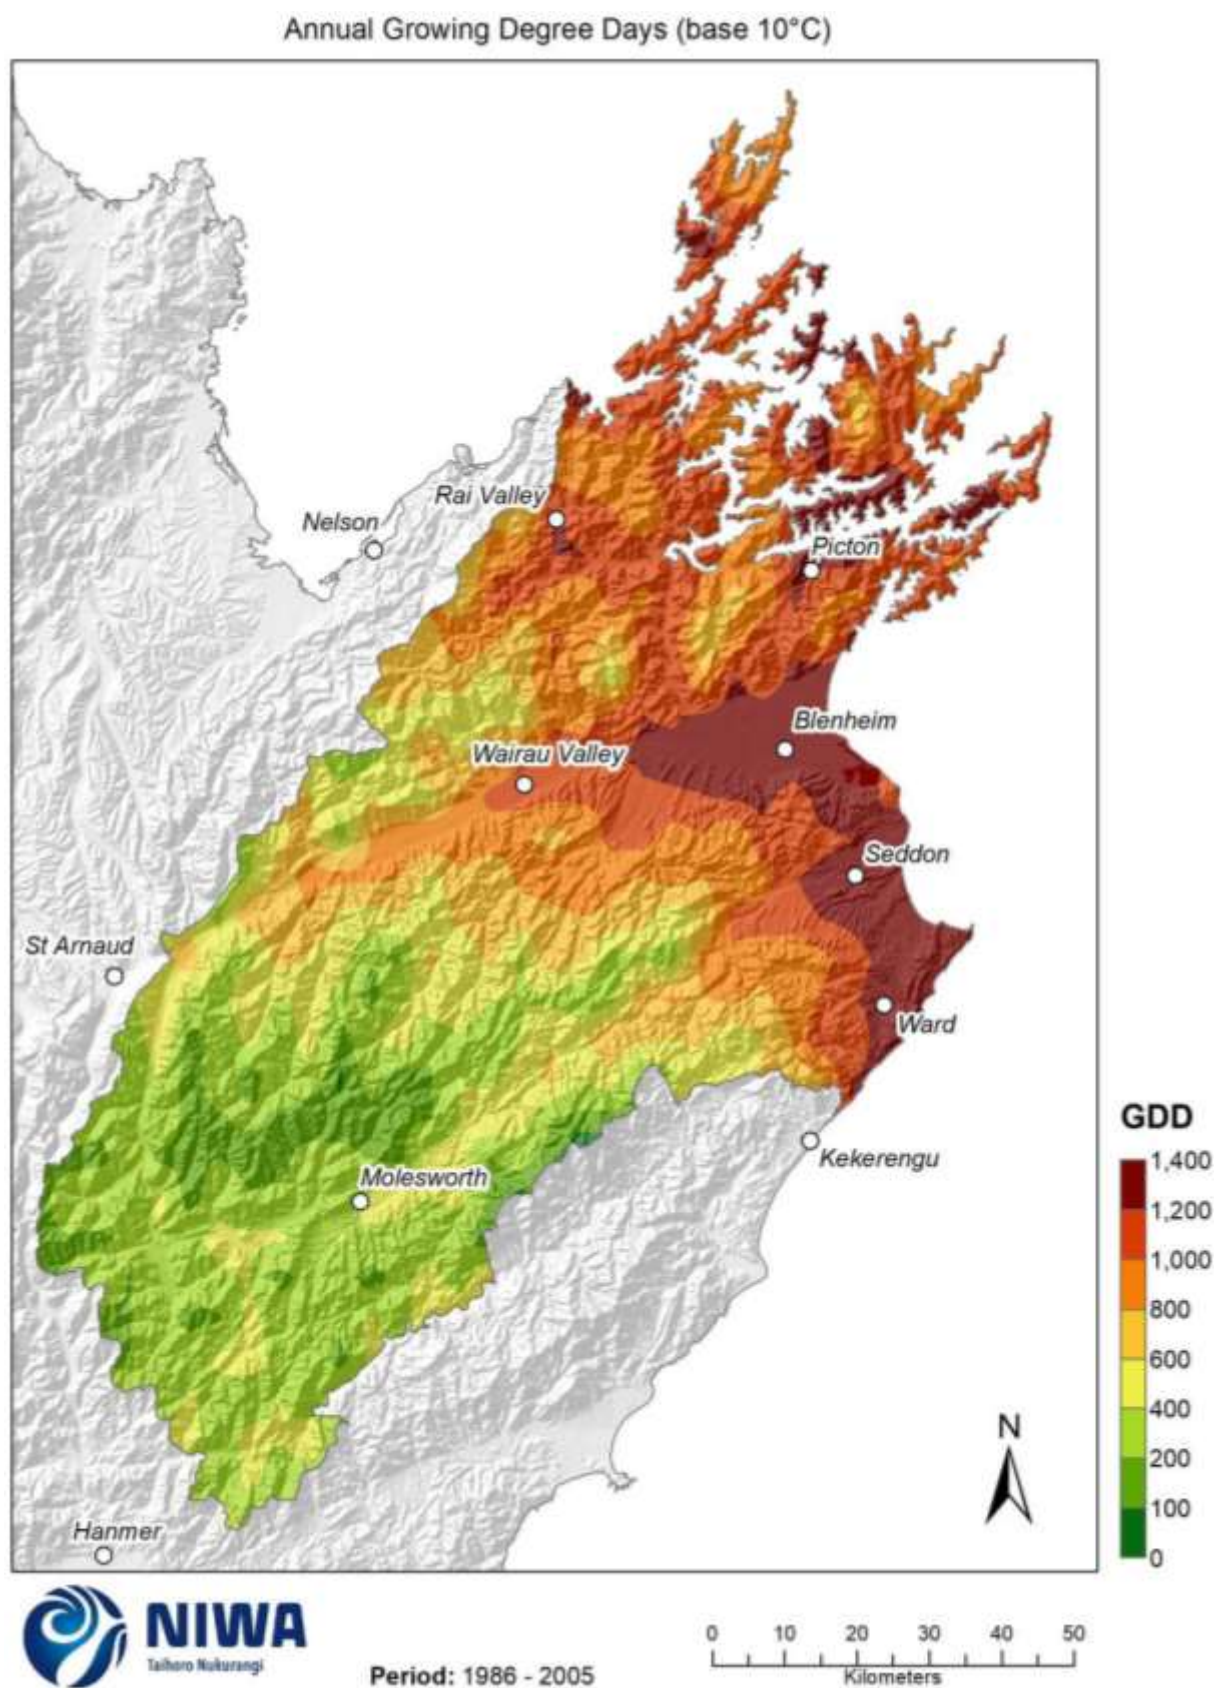 Annual Growing Degree Days (base 10°C)
Rai Valley
Nelson
Picton
Blenheim
Wairau Valley
Seddon
St Arnaud
Ward
GDD
Kekerengu
1,400
Molesworth
1,200
1,000
800
600
400
N
200
100
Hanmer
0
NIWA
Taihoro Nukurangi
0 10 20 30 40 50
Kilometers
Period: 1986 - 2005